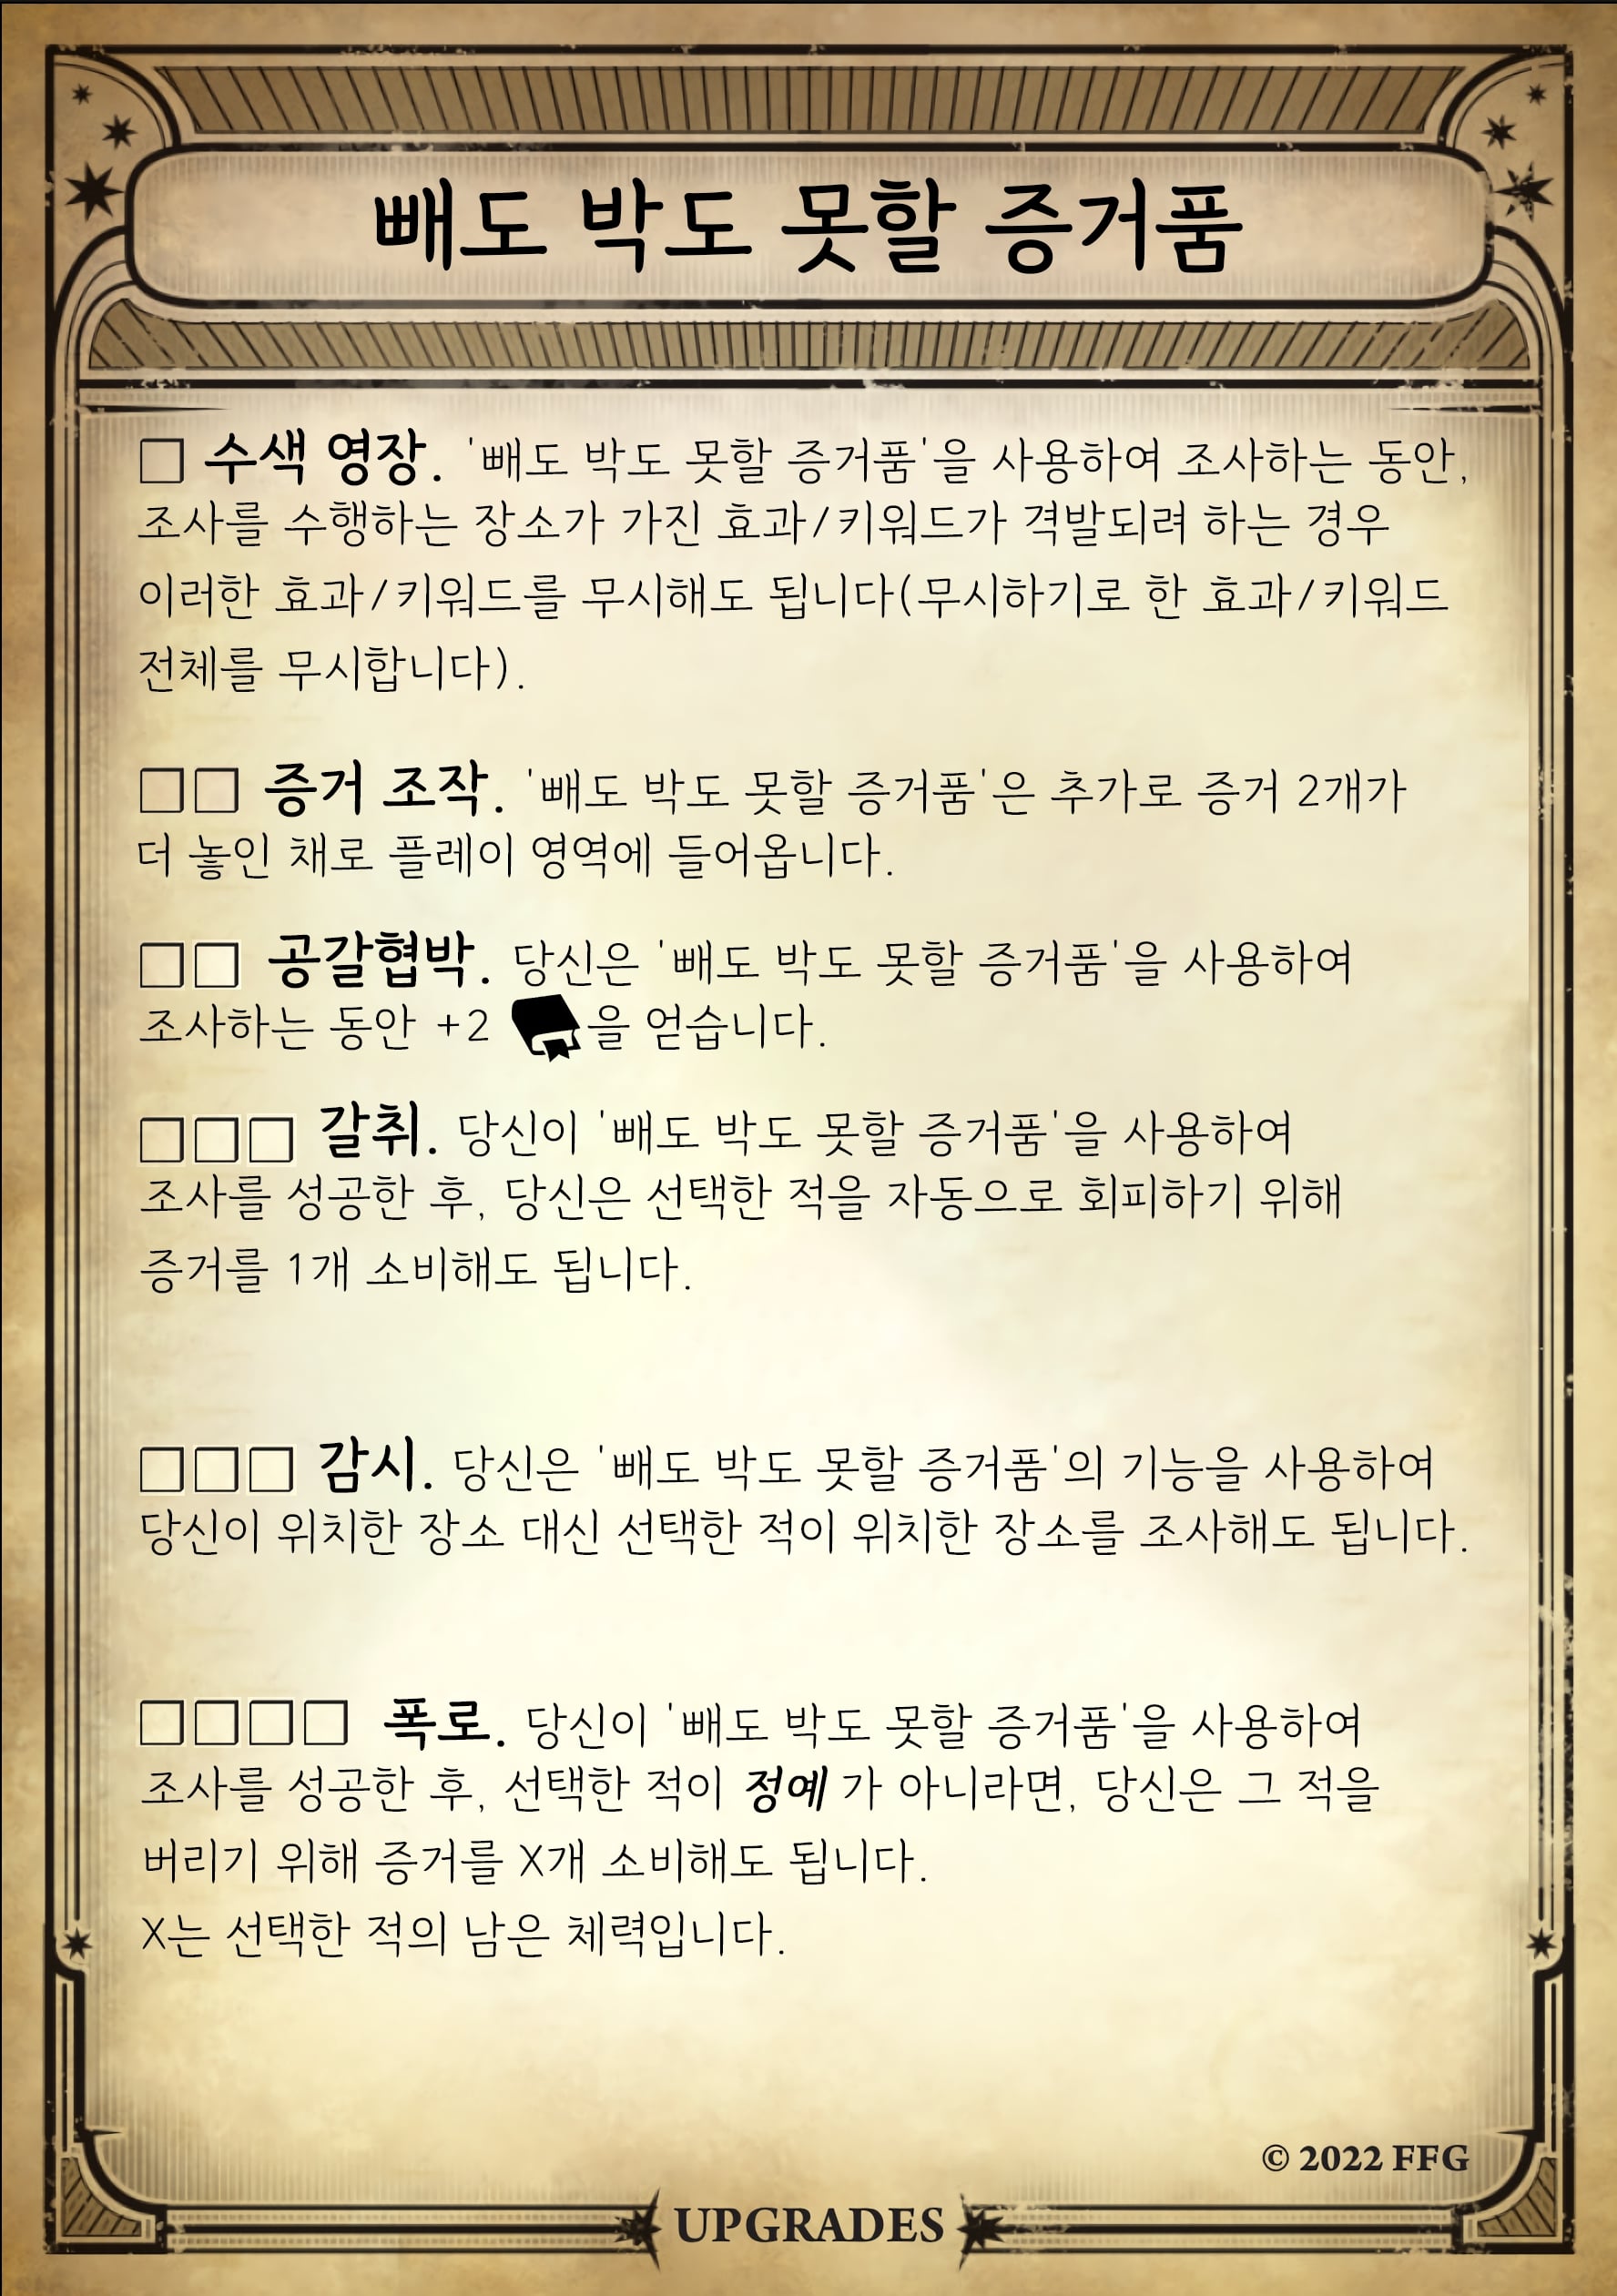 빼도 박도 못할 증거품
□ 수색 영장. '빼도 박도 못할 증거품'을 사용하여 조사하는 동안,
조사를 수행하는 장소가 가진 효과/키워드가 격발되려 하는 경우
이러한 효과/키워드를 무시해도 됩니다(무시하기로 한 효과/키워드
전체를 무시합니다).
□□ 증거 조작. '빼도 박도 못할 증거품'은 추가로 증거 2개가
더 놓인 채로 플레이 영역에 들어옵니다.
□□ 공갈협박. 당신은 '빼도 박도 못할 증거품'을 사용하여
조사하는 동안 +2 을 얻습니다.
□□□ 갈취. 당신이 '빼도 박도 못할 증거품'을 사용하여
조사를 성공한 후, 당신은 선택한 적을 자동으로 회피하기 위해
증거를 1개 소비해도 됩니다.
□□□ 감시. 당신은 '빼도 박도 못할 증거품'의 기능을 사용하여
당신이 위치한 장소 대신 선택한 적이 위치한 장소를 조사해도 됩니다.
□□□□ 폭로. 당신이 '빼도 박도 못할 증거품'을 사용하여
조사를 성공한 후, 선택한 적이 정예 가 아니라면, 당신은 그 적을
버리기 위해 증거를 X개 소비해도 됩니다.
X는 선택한 적의 남은 체력입니다.
© 2022 FFG
UPGRADES